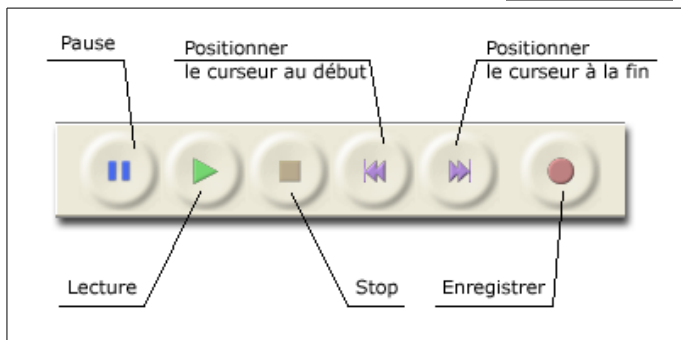 Pause
Positionner
le curseur au début
Positionner
le curseur à la fin
Lecture
Stop
Enregistrer